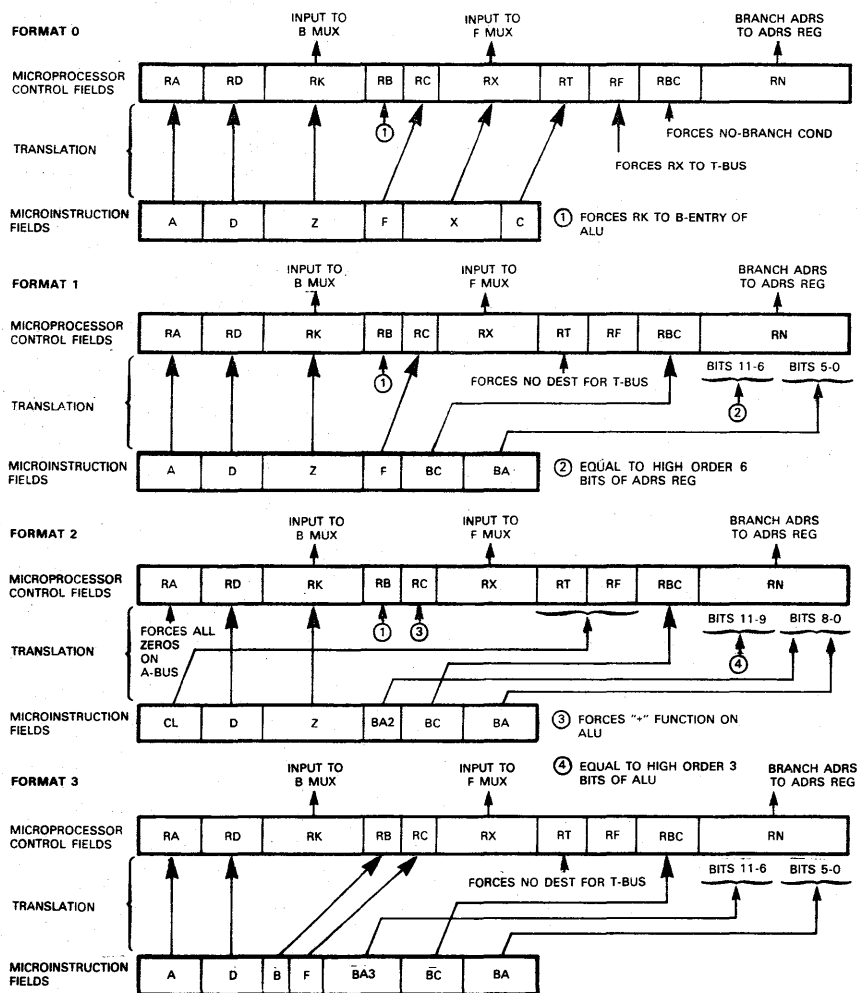 INPUT TO
B MUX
INPUT TO
F MUX
BRANCH ADRS
TO ADRS REG
FORMAT 0
MICROPROCESSOR
CONTROL FIELDS
RA RD RK RB RC RX RT RF RBC RN
①
FORCES NO-BRANCH COND
TRANSLATION
FORCES RX TO T-BUS
MICROINSTRUCTION
FIELDS
A D Z F X C
① FORCES RK TO B-ENTRY OF
ALU
INPUT TO
B MUX
INPUT TO
F MUX
BRANCH ADRS
TO ADRS REG
FORMAT 1
MICROPROCESSOR
CONTROL FIELDS
RA RD RK RB RC RX RT RF RBC RN
①
FORCES NO DEST FOR T-BUS
BITS 11-6 BITS 5-0
②
TRANSLATION
MICROINSTRUCTION
FIELDS
A D Z F BC BA
② EQUAL TO HIGH ORDER 6
BITS OF ADRS REG
INPUT TO
B MUX
INPUT TO
F MUX
BRANCH ADRS
TO ADRS REG
FORMAT 2
MICROPROCESSOR
CONTROL FIELDS
RA RD RK RB RC RX RT RF RBC RN
FORCES ALL
ZEROS
ON
A-BUS
① ③
BITS 11-9 BITS 8-0
④
TRANSLATION
MICROINSTRUCTION
FIELDS
CL D Z BA2 BC BA
③ FORCES "+" FUNCTION ON
ALU
④ EQUAL TO HIGH ORDER 3
BITS OF ALU
INPUT TO
B MUX
INPUT TO
F MUX
BRANCH ADRS
TO ADRS REG
FORMAT 3
MICROPROCESSOR
CONTROL FIELDS
RA RD RK RB RC RX RT RF RBC RN
FORCES NO DEST FOR T-BUS
BITS 11-6 BITS 5-0
TRANSLATION
MICROINSTRUCTION
FIELDS
A D B F BA3 BC BA